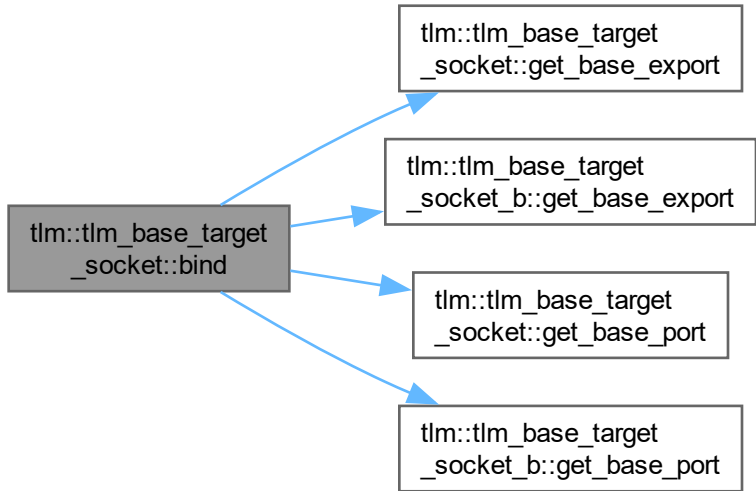 tlm::tlm_base_target
_socket::get_base_export
tlm::tlm_base_target
_socket_b::get_base_export
tlm::tlm_base_target
_socket::bind
tlm::tlm_base_target
_socket::get_base_port
tlm::tlm_base_target
_socket_b::get_base_port